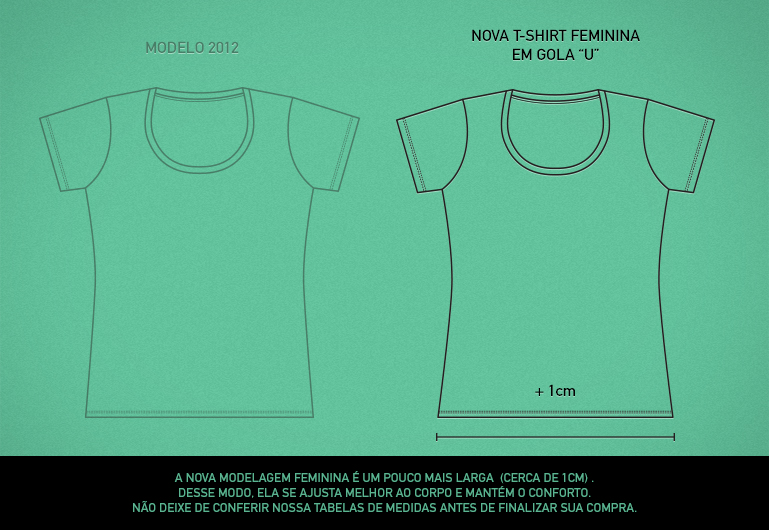 MODELO 2012
NOVA T-SHIRT FEMININA
EM GOLA “U”
+ 1cm
A NOVA MODELAGEM FEMININA É UM POUCO MAIS LARGA (CERCA DE 1CM) .
DESSE MODO, ELA SE AJUSTA MELHOR AO CORPO E MANTÉM O CONFORTO.
NÃO DEIXE DE CONFERIR NOSSA TABELAS DE MEDIDAS ANTES DE FINALIZAR SUA COMPRA.